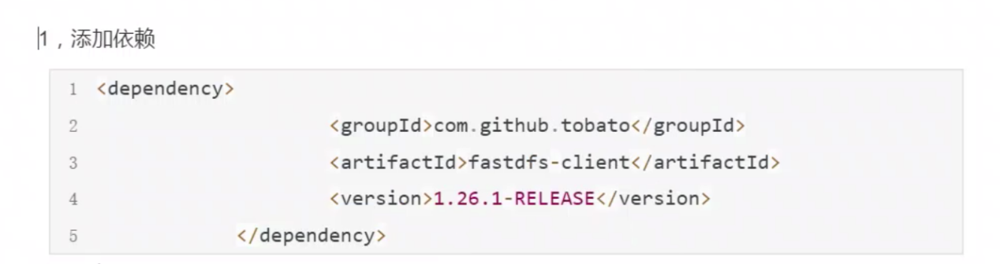 1，添加依赖
1 <dependency>
2 <groupId>com.github.tobato</groupId>
3 <artifactId>fastdfs-client</artifactId>
4 <version>1.26.1-RELEASE</version>
5 </dependency>